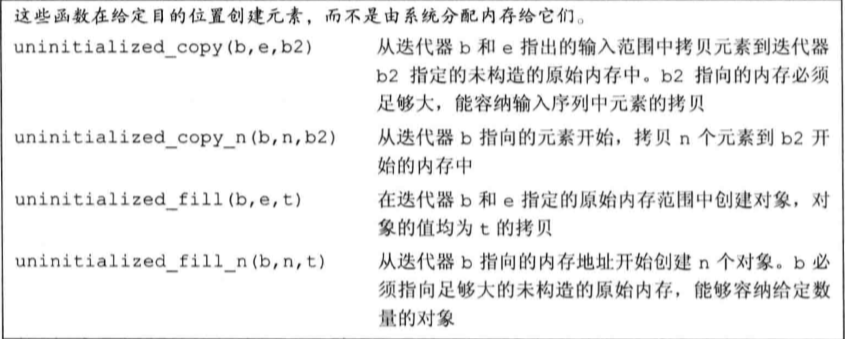 这些函数在给定目的位置创建元素，而不是由系统分配内存给它们。
uninitialized_copy(b,e,b2) 从迭代器 b 和 e 指出的输入范围中拷贝元素到迭代器
b2 指定的未构造的原始内存中。b2 指向的内存必须
足够大，能容纳输入序列中元素的拷贝
uninitialized_copy_n(b,n,b2) 从迭代器 b 指向的元素开始，拷贝 n 个元素到 b2 开
始的内存中
uninitialized_fill(b,e,t) 在迭代器 b 和 e 指定的原始内存范围中创建对象，对
象的值均为 t 的拷贝
uninitialized_fill_n(b,n,t) 从迭代器 b 指向的内存地址开始创建 n 个对象。b 必
须指向足够大的未构造的原始内存，能够容纳给定数
量的对象